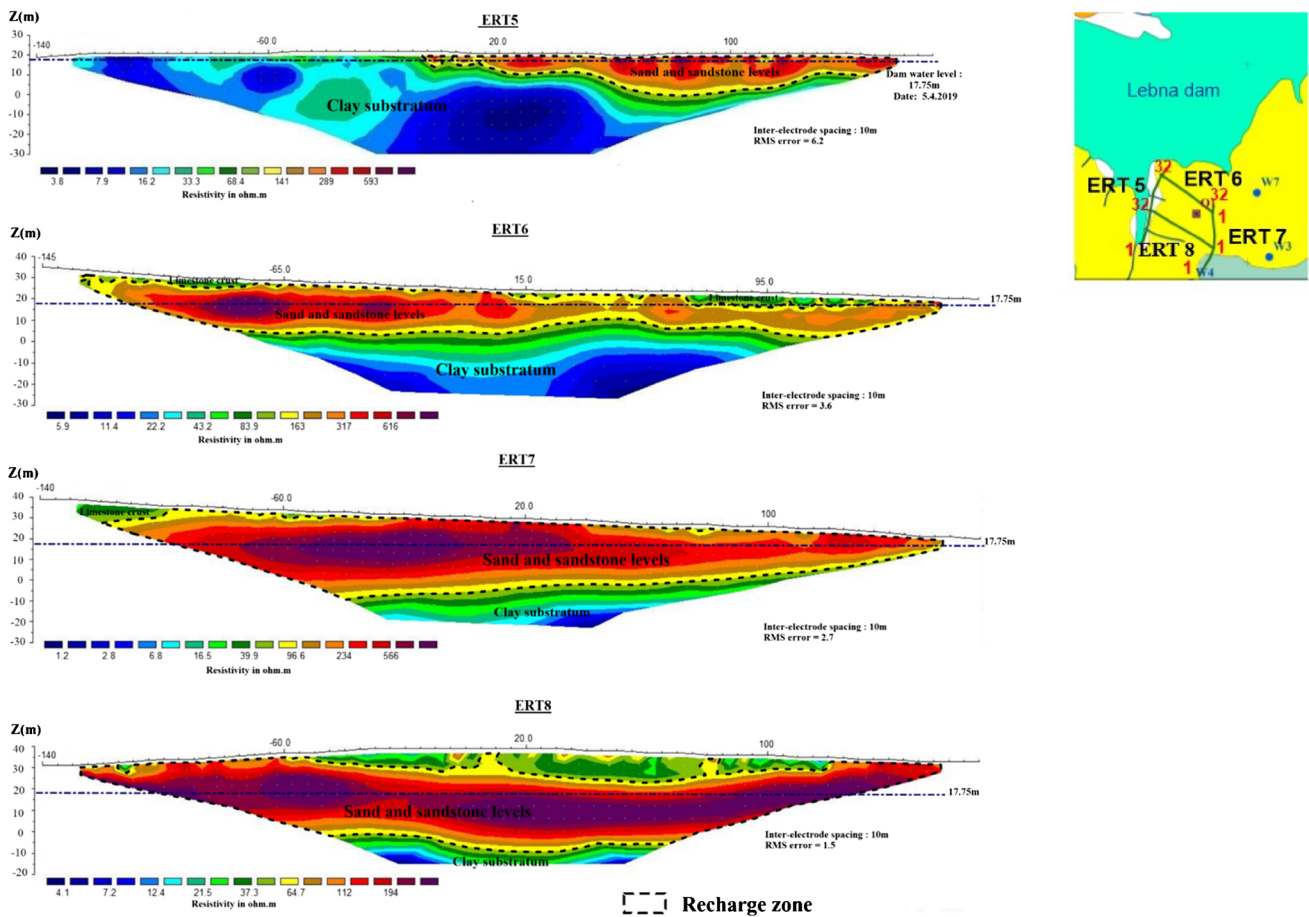 ERT5
Z(m)
30
20
10
0
-10
-20
-30
-140
-60.0
20.0
100
Sand and sandstone levels
Clay substratum
Dam water level :
17.75m
Date: 5.4.2019
Inter-electrode spacing : 10m
RMS error = 6.2
3.8 7.9 16.2 33.3 68.4 141 289 593
Resistivity in ohm.m
ERT6
Z(m)
40
30
20
10
0
-10
-20
-30
-145
-65.0
15.0
95.0
Limestone crust
Limestone crust
17.75m
Sand and sandstone levels
Clay substratum
Inter-electrode spacing : 10m
RMS error = 3.6
5.9 11.4 22.2 43.2 83.9 163 317 616
Resistivity in ohm.m
ERT7
Z(m)
40
30
20
10
0
-10
-20
-30
-140
-60.0
20.0
100
Limestone crust
17.75m
Sand and sandstone levels
Clay substratum
Inter-electrode spacing : 10m
RMS error = 2.7
1.2 2.8 6.8 16.5 39.9 96.6 234 566
Resistivity in ohm.m
ERT8
Z(m)
40
30
20
10
0
-10
-20
-140
-60.0
20.0
100
17.75m
Sand and sandstone levels
Clay substratum
Inter-electrode spacing : 10m
RMS error = 1.5
4.1 7.2 12.4 21.5 37.3 64.7 112 194
Resistivity in ohm.m
Recharge zone
Lebna dam
32
ERT 5
ERT 6
32
32
W7
1
ERT 7
1
ERT 8
1
W3
1
W4